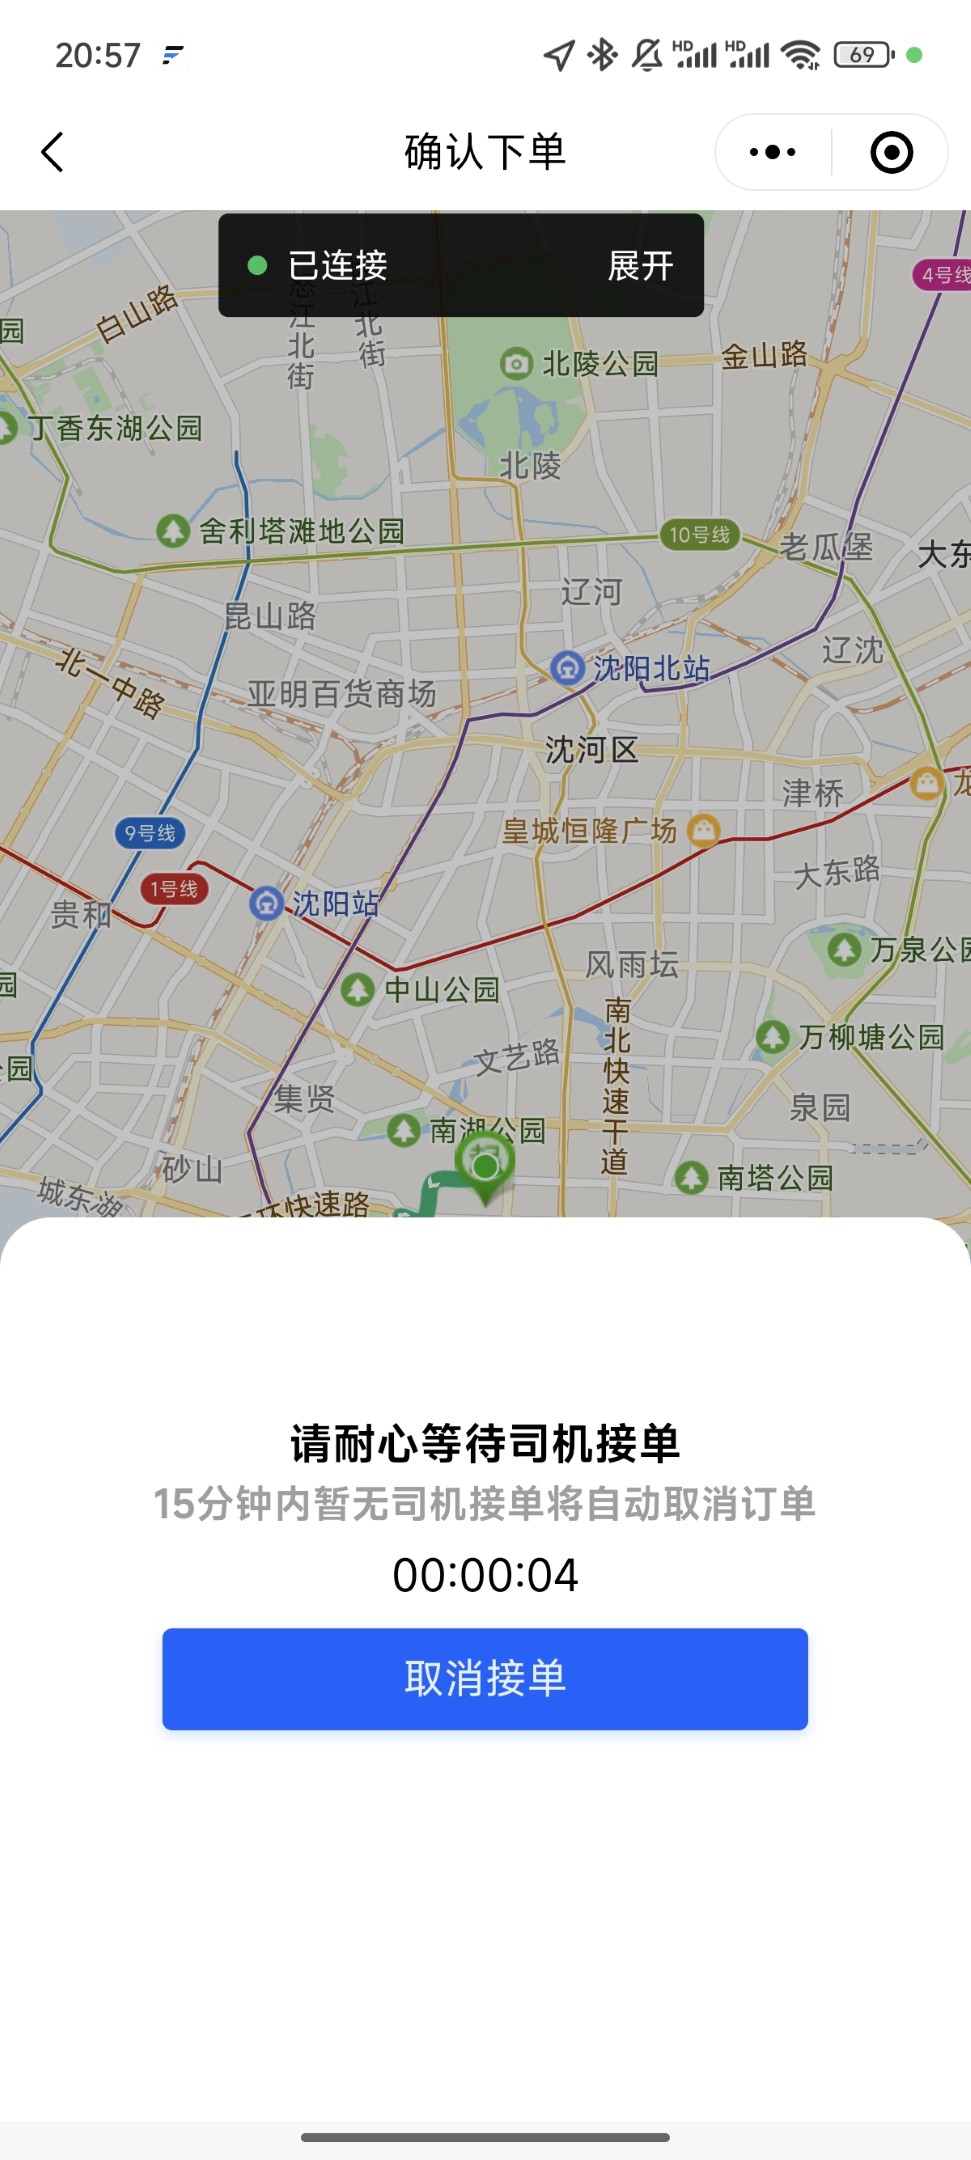 20:57
HD HD 69
确认下单
已连接 展开
4号线
白山路
怒江北街
江北街
园
北陵公园
金山路
丁香东湖公园
北陵
舍利塔滩地公园
10号线
老瓜堡
大东
辽河
昆山路
辽沈
北一中路
沈阳北站
亚明百货商场
沈河区
津桥
龙
9号线
皇城恒隆广场
大东路
1号线
沈阳站
贵和
万泉公园
风雨坛
园
中山公园
南北快速干道
万柳塘公园
文艺路
公园
集贤
泉园
南湖公园
砂山
南塔公园
城东湖
二环快速路
请耐心等待司机接单
15分钟内暂无司机接单将自动取消订单
00:00:04
取消接单